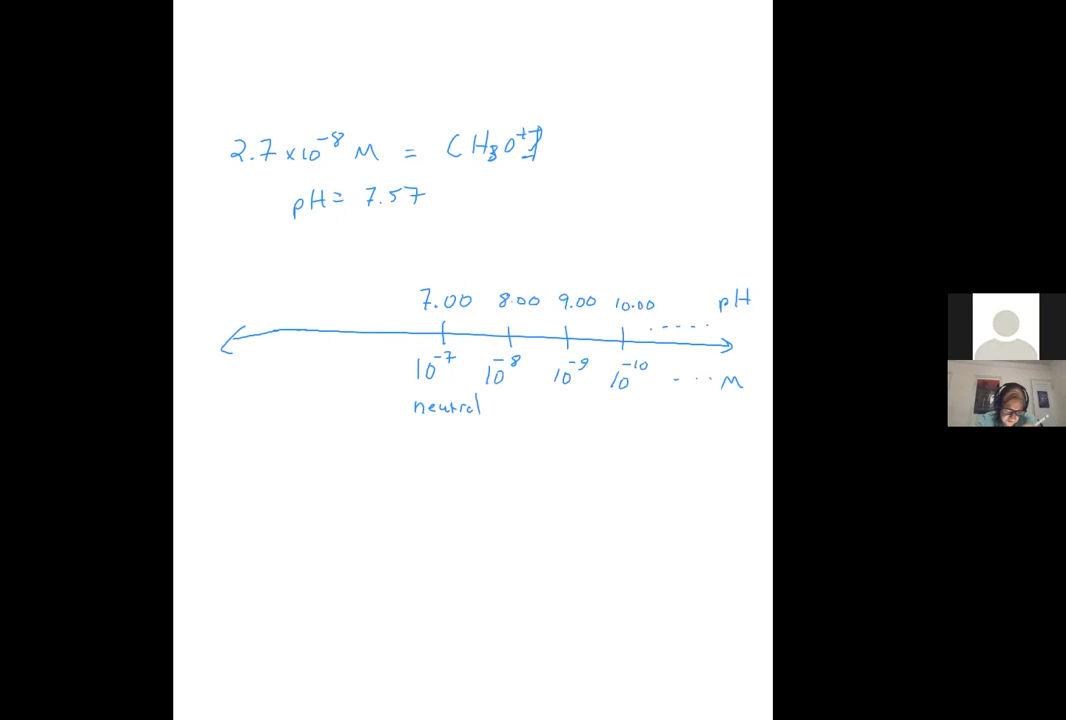 2.7 × 10⁻⁸ M = [H₃O⁺]
pH = 7.57
7.00 8.00 9.00 10.00 ..... pH
10⁻⁷ 10⁻⁸ 10⁻⁹ 10⁻¹⁰ - ... M
neutral